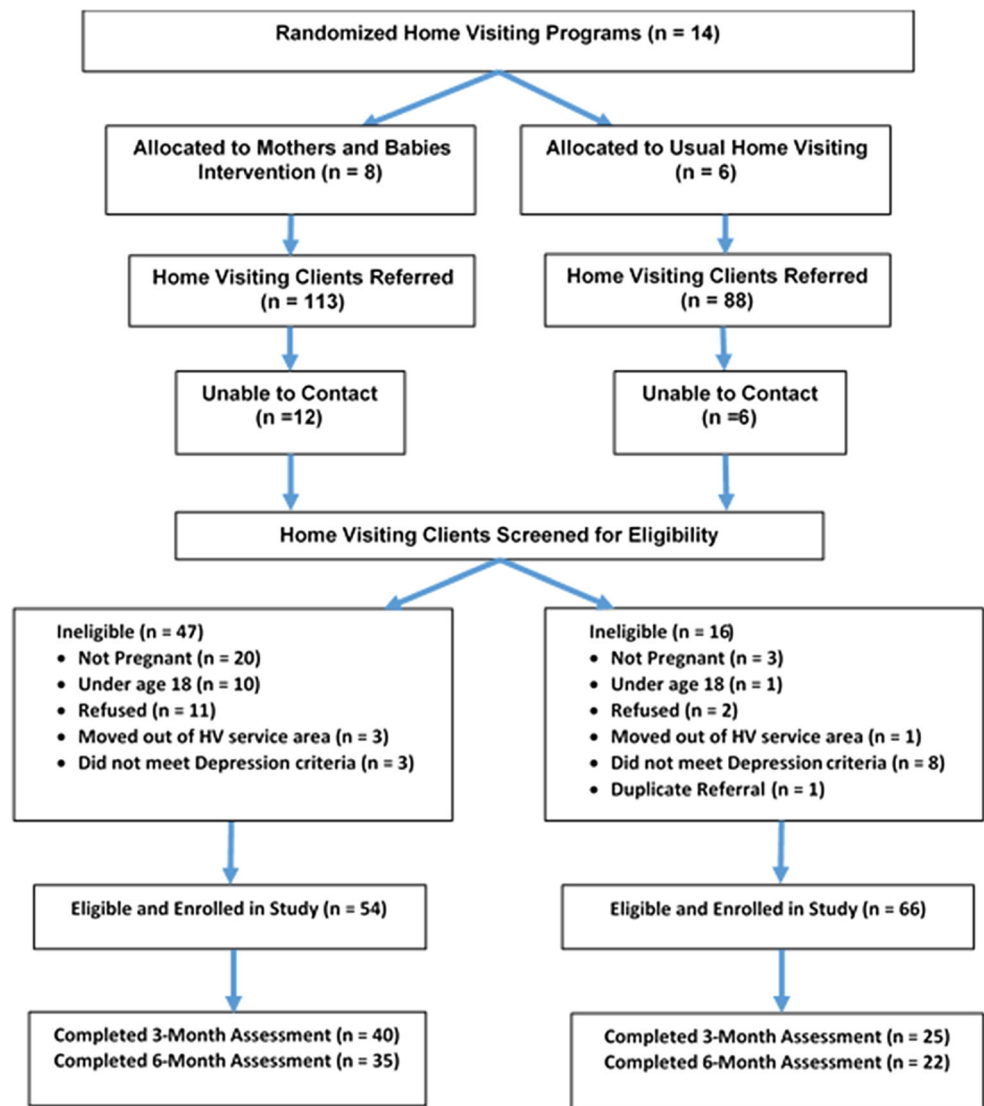 Randomized Home Visiting Programs (n = 14)
Allocated to Mothers and Babies
Intervention (n = 8)
Allocated to Usual Home Visiting
(n = 6)
Home Visiting Clients Referred
(n = 113)
Home Visiting Clients Referred
(n = 88)
Unable to Contact
(n =12)
Unable to Contact
(n =6)
Home Visiting Clients Screened for Eligibility
Ineligible (n = 47)
• Not Pregnant (n = 20)
• Under age 18 (n = 10)
• Refused (n = 11)
• Moved out of HV service area (n = 3)
• Did not meet Depression criteria (n = 3)
Ineligible (n = 16)
• Not Pregnant (n = 3)
• Under age 18 (n = 1)
• Refused (n = 2)
• Moved out of HV service area (n = 1)
• Did not meet Depression criteria (n = 8)
• Duplicate Referral (n = 1)
Eligible and Enrolled in Study (n = 54)
Eligible and Enrolled in Study (n = 66)
Completed 3-Month Assessment (n = 40)
Completed 6-Month Assessment (n = 35)
Completed 3-Month Assessment (n = 25)
Completed 6-Month Assessment (n = 22)